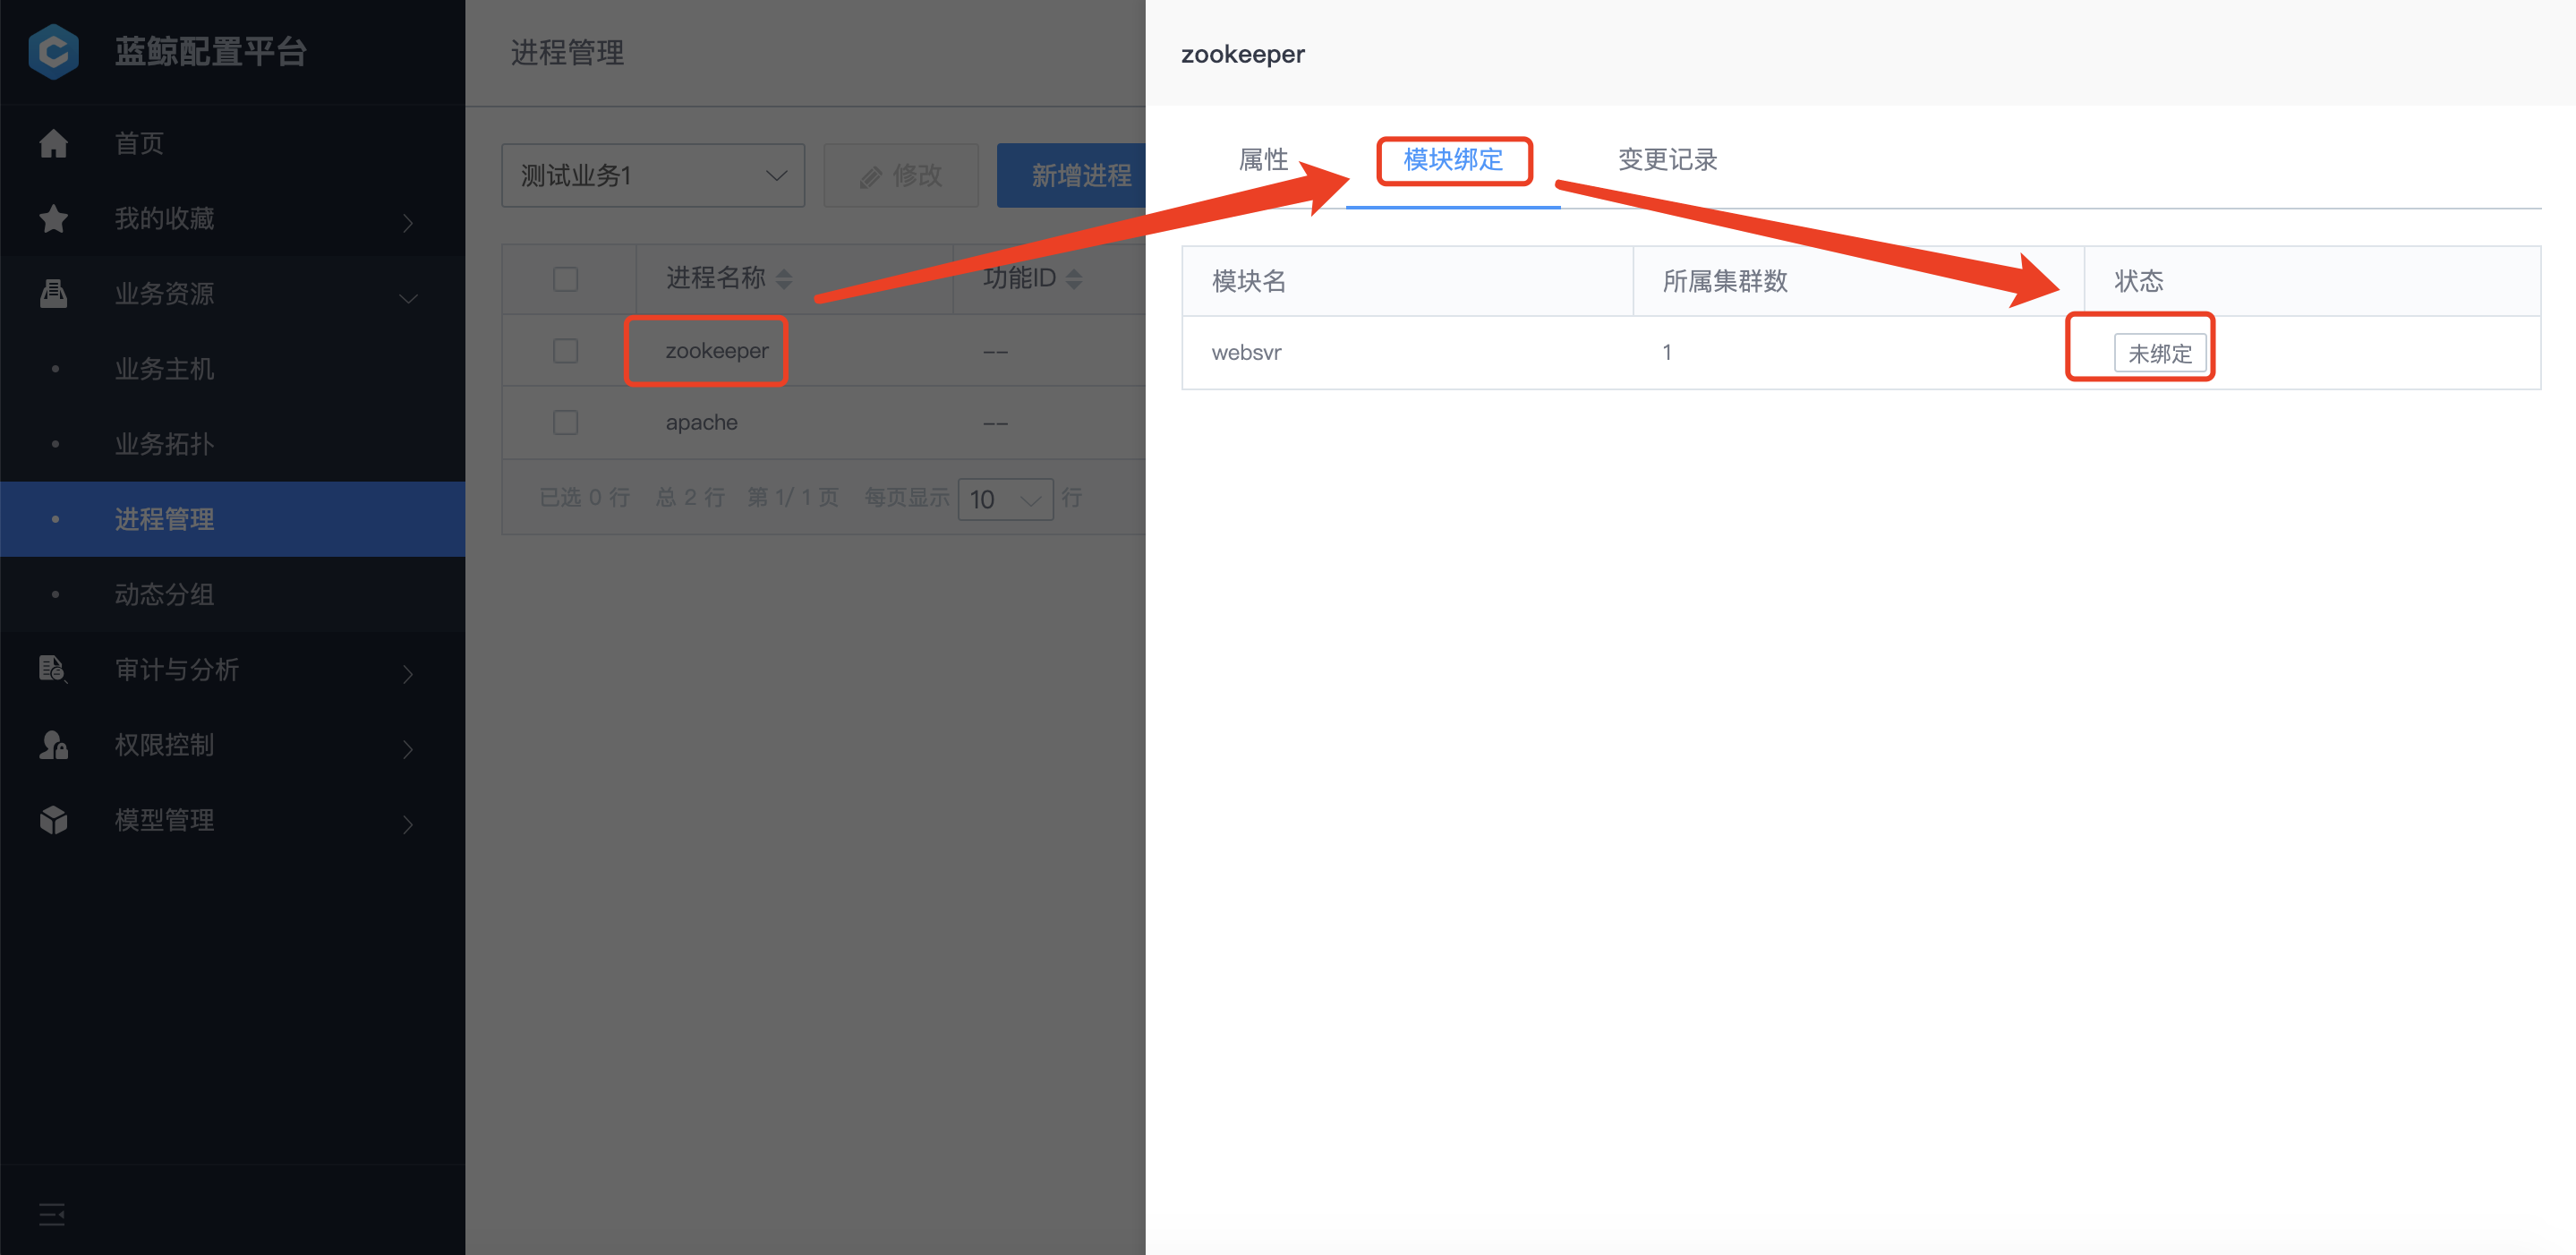 蓝鲸配置平台
首页
我的收藏
业务资源
业务主机
业务拓扑
进程管理
动态分组
审计与分析
权限控制
模型管理
进程管理
测试业务1
修改
新增进程
进程名称 功能ID
zookeeper --
apache --
已选 0 行 总 2 行 第 1/ 1 页 每页显示 10 行
zookeeper
属性 模块绑定 变更记录
模块名 所属集群数 状态
websvr 1 未绑定